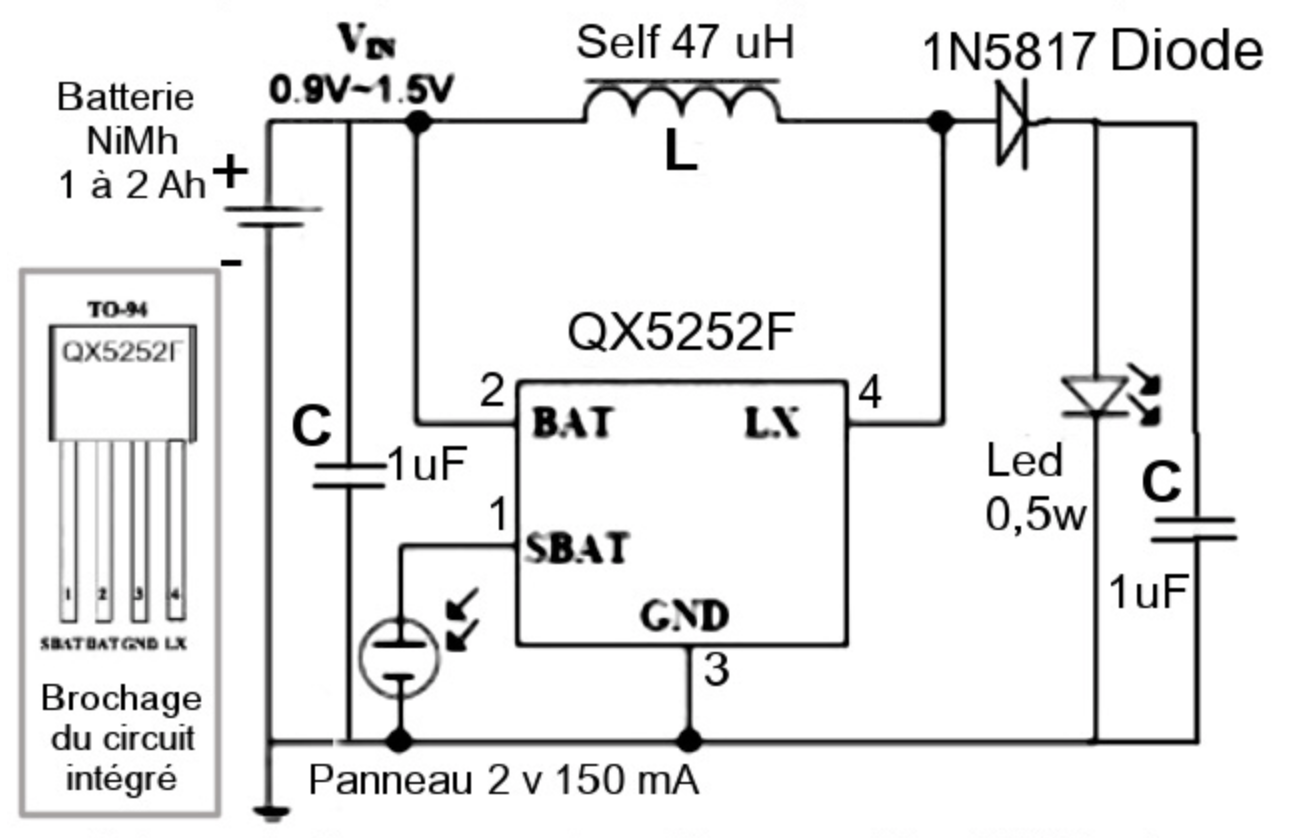 VIN
0.9V~1.5V
Self 47 uH
1N5817 Diode
Batterie
NiMh
1 à 2 Ah
+
-
L
TO-94
QX5252F
1 2 3 4
SBAT BAT GND LX
Brochage
du circuit
intégré
QX5252F
2
BAT
LX
4
C
1uF
1
SBAT
GND
3
Led
0,5w
C
1uF
Panneau 2 v 150 mA